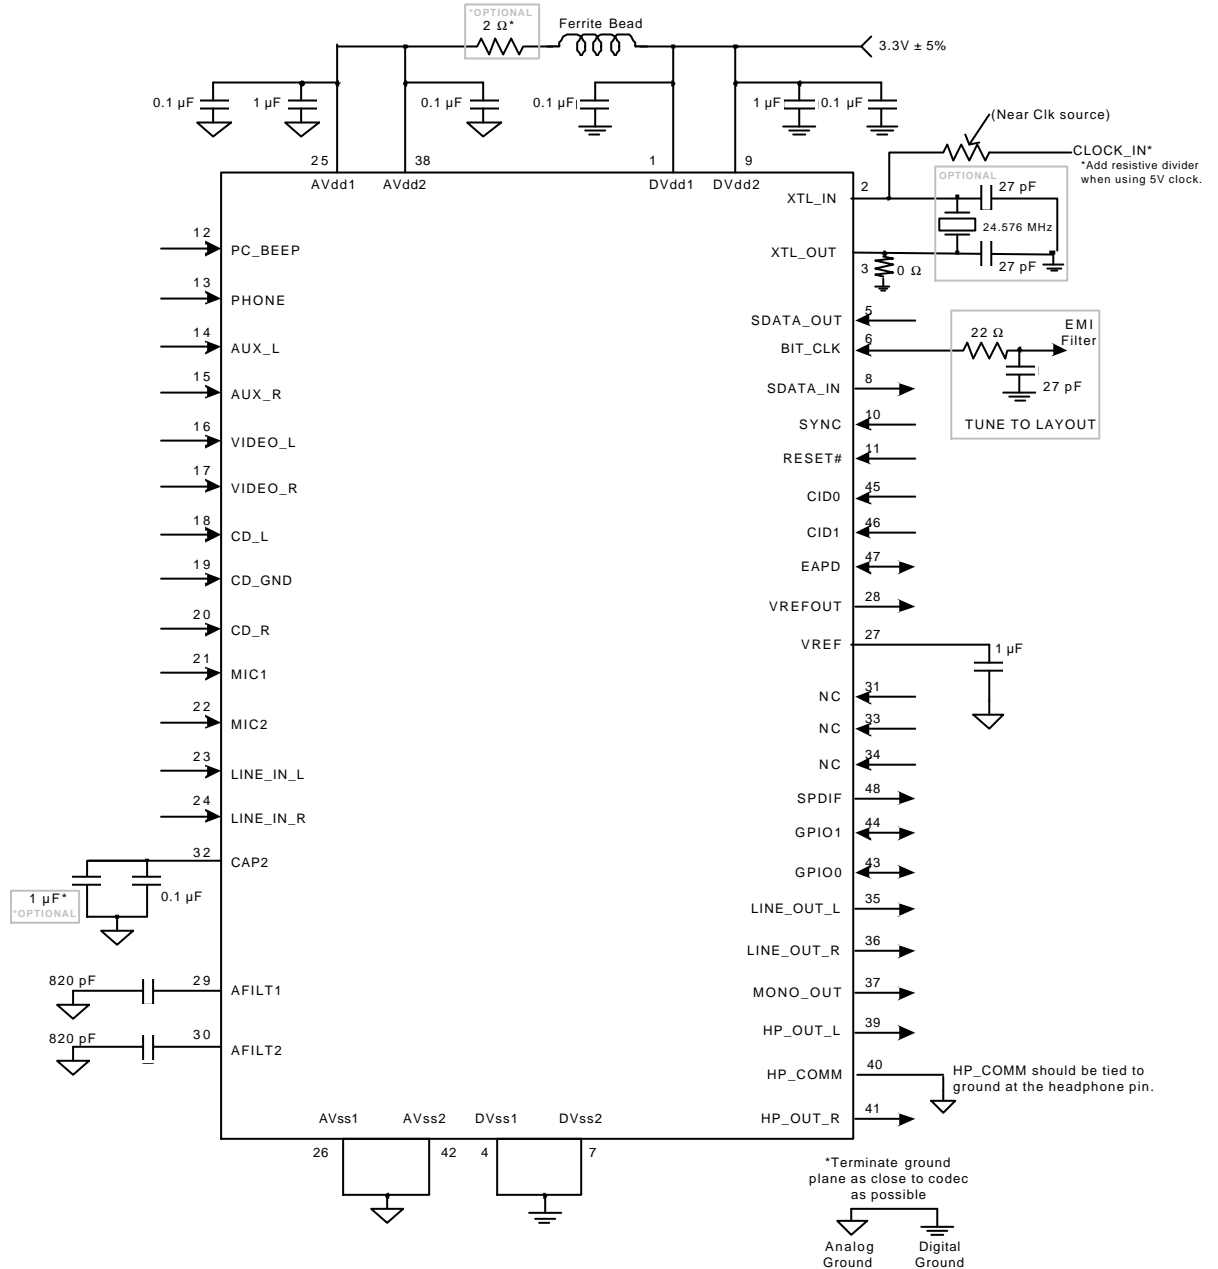 *OPTIONAL
2 Ω*
Ferrite Bead
3.3V ± 5%
0.1 µF
1 µF
0.1 µF
0.1 µF
1 µF
0.1 µF
(Near Clk source)
CLOCK_IN*
*Add resistive divider
when using 5V clock.
25
38
1
9
AVdd1
AVdd2
DVdd1
DVdd2
OPTIONAL
2
XTL_IN
27 pF
24.576 MHz
XTL_OUT
3
0 Ω
27 pF
12
PC_BEEP
13
PHONE
14
AUX_L
15
AUX_R
16
VIDEO_L
17
VIDEO_R
18
CD_L
19
CD_GND
20
CD_R
21
MIC1
22
MIC2
23
LINE_IN_L
24
LINE_IN_R
32
CAP2
1 µF*
*OPTIONAL
0.1 µF
820 pF
29
AFILT1
820 pF
30
AFILT2
SDATA_OUT
5
BIT_CLK
6
22 Ω
EMI
Filter
27 pF
TUNE TO LAYOUT
SDATA_IN
8
SYNC
10
RESET#
11
CID0
45
CID1
46
EAPD
47
VREFOUT
28
VREF
27
1 µF
NC
31
NC
33
NC
34
SPDIF
48
GPIO1
44
GPIO0
43
LINE_OUT_L
35
LINE_OUT_R
36
MONO_OUT
37
HP_OUT_L
39
HP_COMM
40
HP_COMM should be tied to
ground at the headphone pin.
HP_OUT_R
41
AVss1
AVss2
DVss1
DVss2
26
42
4
7
*Terminate ground
plane as close to codec
as possible
Analog
Ground
Digital
Ground